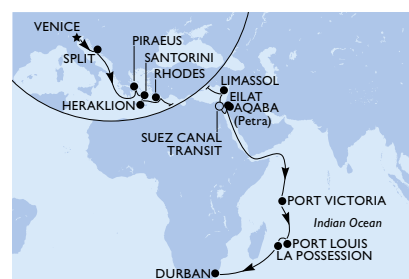 VENICE
SPLIT
PIRAEUS
SANTORINI
RHODES
HERAKLION
LIMASSOL
EILAT
AQABA
(Petra)
SUEZ CANAL
TRANSIT
PORT VICTORIA
Indian Ocean
PORT LOUIS
LA POSSESSION
DURBAN